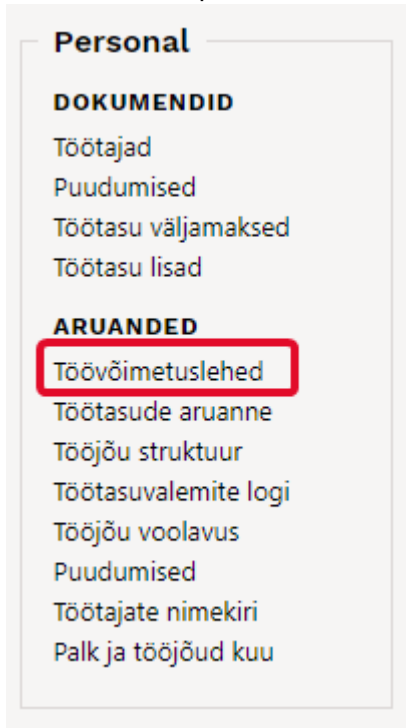 Personal
DOKUMENDID
Töötajad
Puudumised
Töötasu väljamaksed
Töötasu lisad
ARUANDED
Töövõimetuslehed
Töötasude aruanne
Tööjõu struktuur
Töötasuvalemite logi
Tööjõu voolavus
Puudumised
Töötajate nimekiri
Palk ja tööjõud kuu